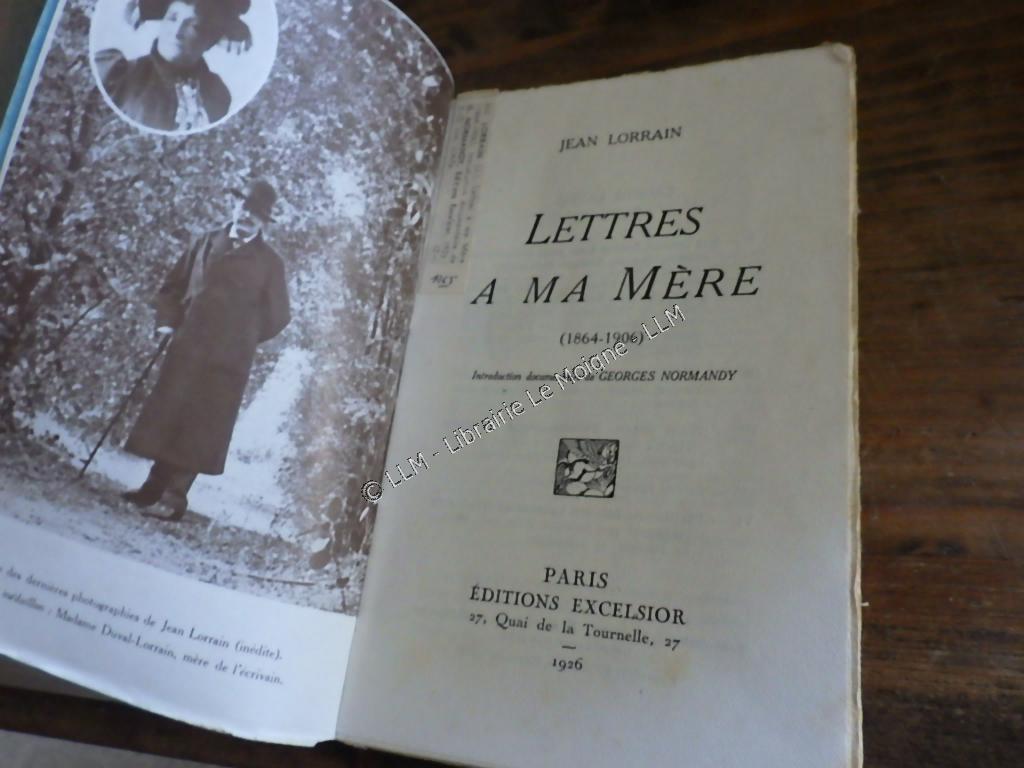 des dernières photographies de Jean Lorrain (inédite).
médaillon : Madame Duval-Lorrain, mère de l'écrivain.
JEAN LORRAIN
LETTRES
A MA MÈRE
(1864-1906)
Introduction de GEORGES NORMANDY
PARIS
ÉDITIONS EXCELSIOR
27, Quai de la Tournelle, 27
1926
© LLM - Librairie Le Moigne - LLM